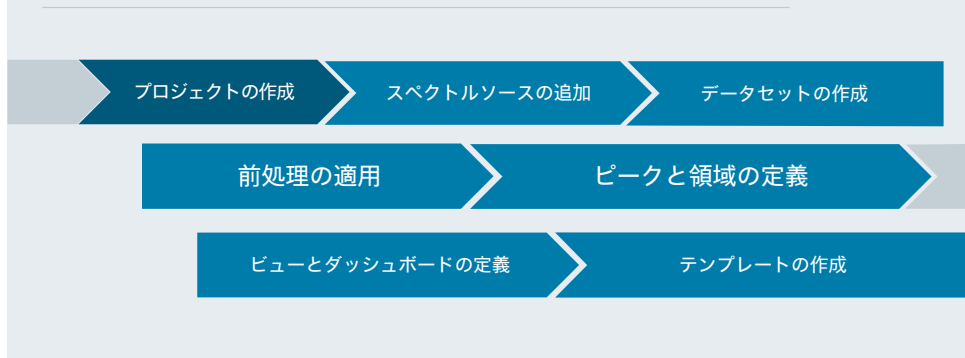 プロジェクトの作成
スペクトルソースの追加
データセットの作成
前処理の適用
ピークと領域の定義
ビューとダッシュボードの定義
テンプレートの作成